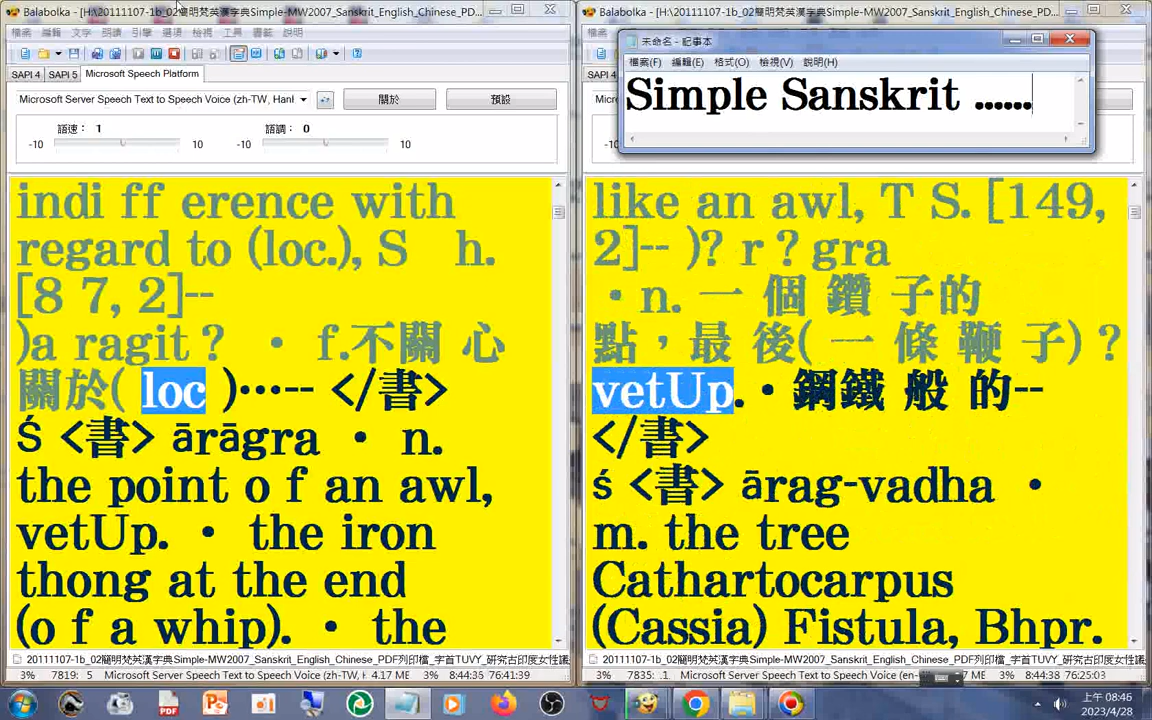 Balabolka - [H:\20111107-1b_02簡明梵英漢字典Simple-MW2007_Sanskrit_English_Chinese_PD...
檔案 編輯 文字 朗讀 引擎 選項 檢視 工具 書籤 說明
SAPI 4 SAPI 5 Microsoft Speech Platform
Microsoft Server Speech Text to Speech Voice (zh-TW, Hanl
關於 預設
語速： 1 語調： 0
-10 10 -10 10
indi ff erence with
regard to (loc.), S h.
[8 7, 2]--
)a ragit ? • f.不關 心
關於( loc )···-- </書>
Ś <書> ārāgra • n.
the point o f an awl,
vetUp. • the iron
thong at the end
(o f a whip). • the
20111107-1b_02簡明梵英漢字典Simple-MW2007_Sanskrit_English_Chinese_PDF列印檔_字首TUVY_研究古印度女性議
3% 7819: 5 Microsoft Server Speech Text to Speech Voice (zh-TW, H 4.17 ME 3% 8:44:35 76:41:39
Balabolka - [H:\20111107-1b_02簡明梵英漢字典Simple-MW2007_Sanskrit_English_Chinese_PDF...
未命名 - 記事本
檔案(F) 編輯(E) 格式(O) 檢視(V) 說明(H)
Simple Sanskrit ......
SAPI 4
like an awl, T S. [149,
2]-- )? r ? gra
• n. 一 個 鑽 子的
點，最 後( 一 條 鞭 子) ?
vetUp. • 鋼鐵 般 的--
</書>
ś <書> ārag-vadha •
m. the tree
Cathartocarpus
(Cassia) Fistula, Bhpr.
20111107-1b_02簡明梵英漢字典Simple-MW2007_Sanskrit_English_Chinese_PDF列印檔_字首TUVY_研究古印度女性議
3% 7835: .1 Microsoft Server Speech Text to Speech Voice (en- 3% 8:44:26 76:25:03
上午 08:46
2023/4/28